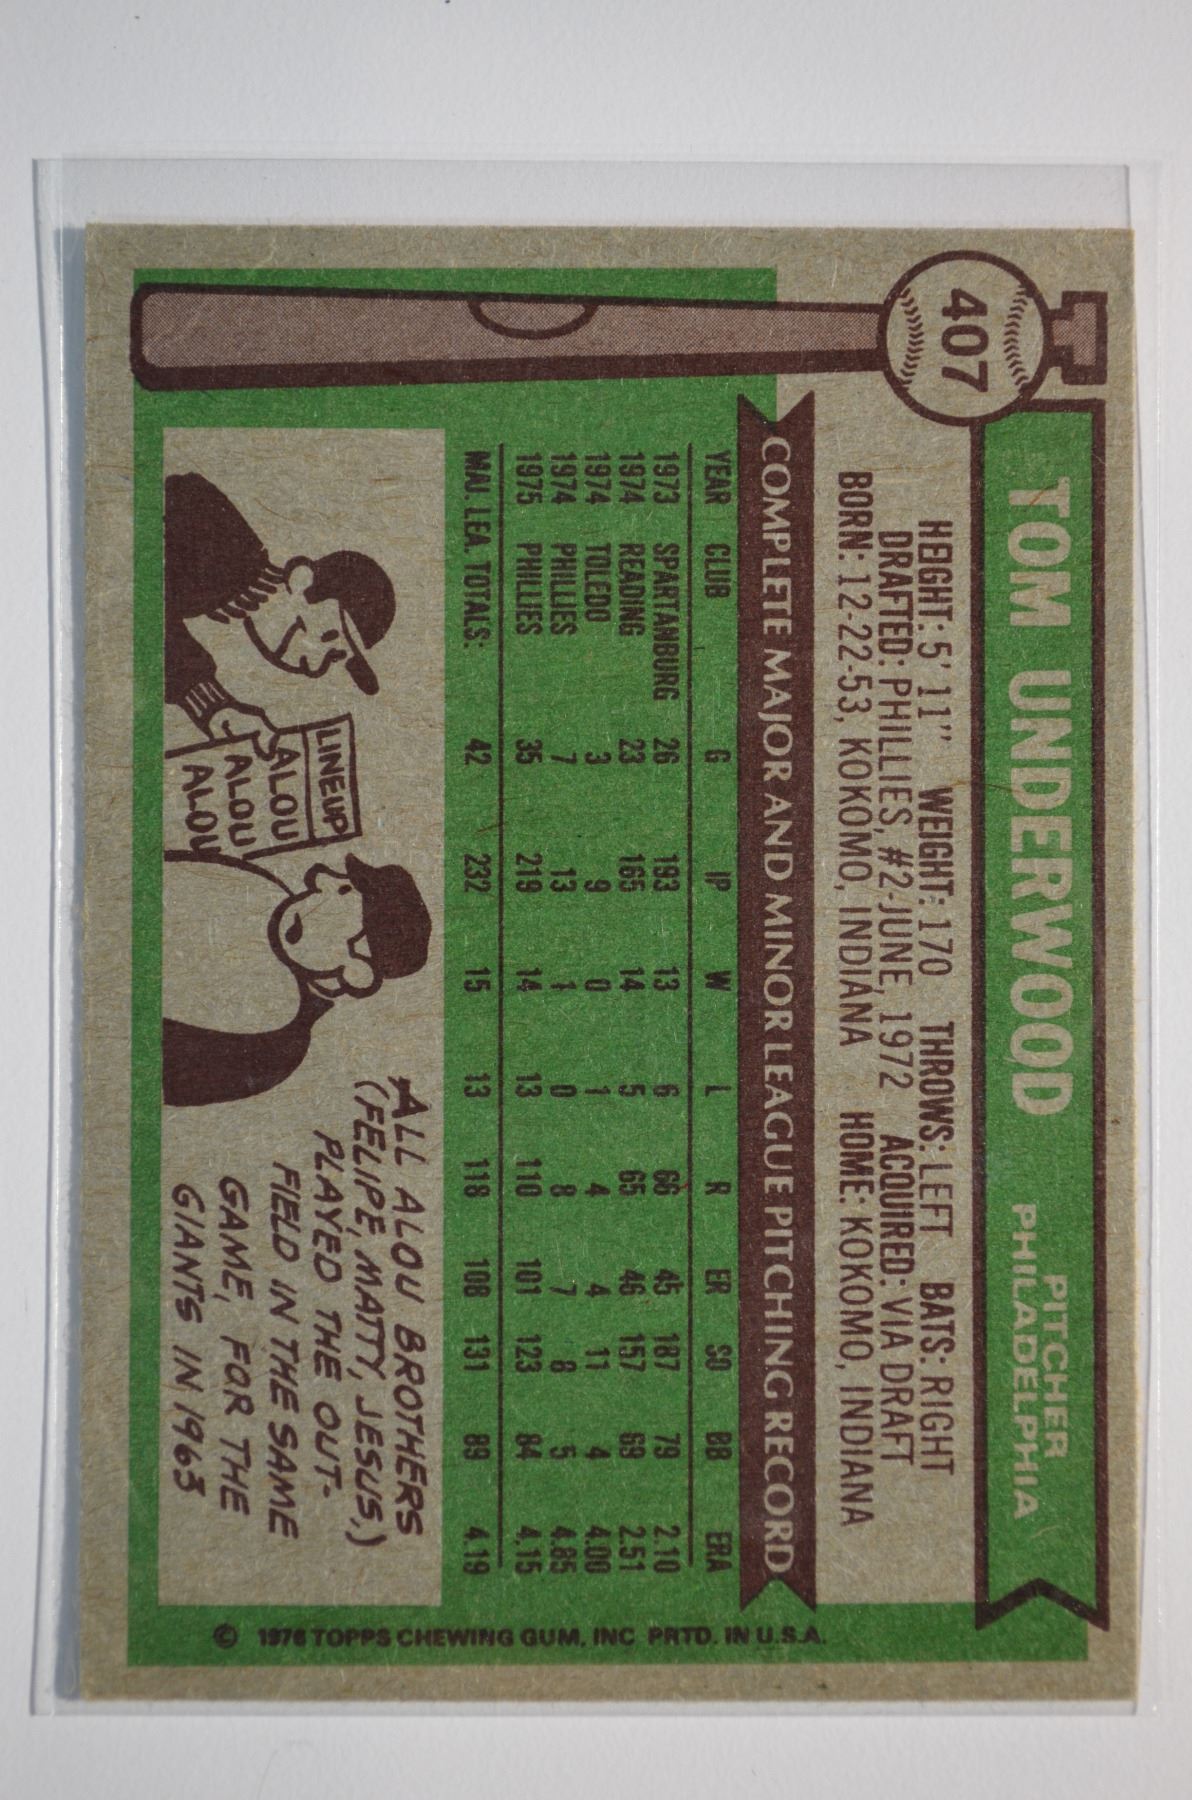 407
TOM UNDERWOOD
PITCHER
PHILADELPHIA
HEIGHT: 5' 11" WEIGHT: 170 THROWS: LEFT BATS: RIGHT
DRAFTED: PHILLIES, #2-JUNE, 1972 ACQUIRED: VIA DRAFT
BORN: 12-22-53, KOKOMO, INDIANA HOME: KOKOMO, INDIANA
COMPLETE MAJOR AND MINOR LEAGUE PITCHING RECORD
YEAR CLUB G IP W L R ER SO BB ERA
1973 SPARTANBURG 26 193 13 6 66 45 187 79 2.10
1974 READING 23 165 14 5 65 46 157 69 2.51
1974 TOLEDO 3 9 0 1 4 4 11 4 4.00
1974 PHILLIES 7 13 1 0 8 7 8 5 4.85
1975 PHILLIES 35 219 14 13 110 101 123 84 4.15
MAJ. LEA. TOTALS: 42 232 15 13 118 108 131 89 4.19
LINEUP
ALOU
ALOU
ALOU
ALL ALOU BROTHERS
(FELIPE, MATTY, JESUS,)
PLAYED THE OUT-
FIELD IN THE SAME
GAME, FOR THE
GIANTS IN 1963
© 1976 TOPPS CHEWING GUM, INC PRTD. IN U.S.A.